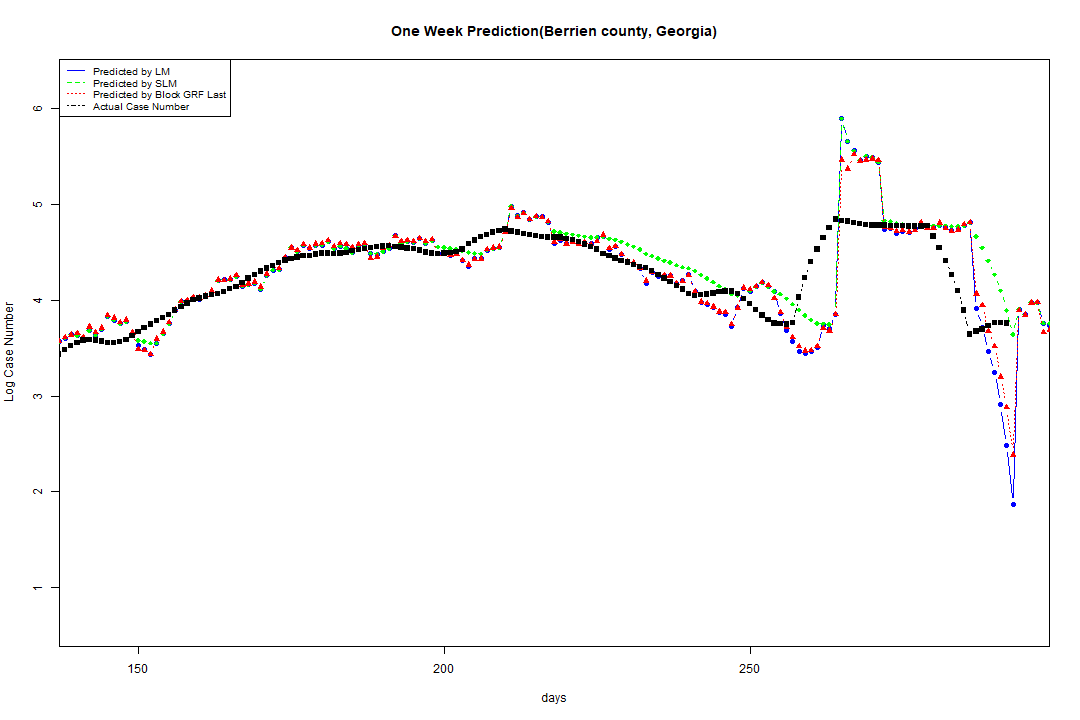 One Week Prediction(Berrien county, Georgia)
Predicted by LM
Predicted by SLM
Predicted by Block GRF Last
Actual Case Number
6
5
4
3
2
1
Log Case Number
150
200
250
days